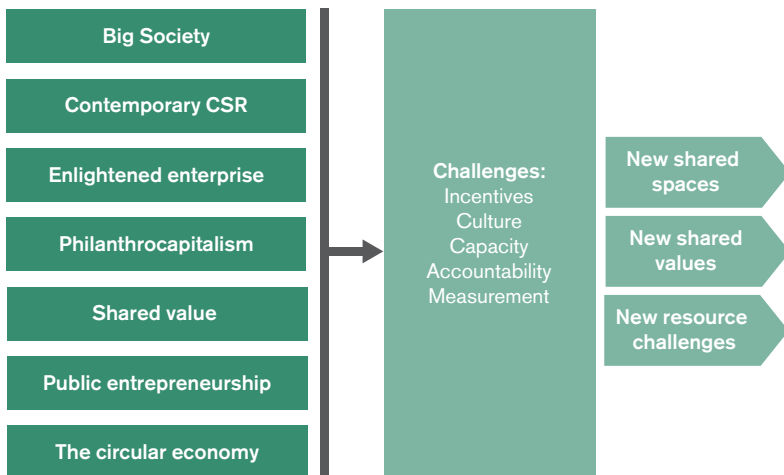 Big Society
Contemporary CSR
Enlightened enterprise
Philanthrocapitalism
Shared value
Public entrepreneurship
The circular economy
Challenges:
Incentives
Culture
Capacity
Accountability
Measurement
New shared
spaces
New shared
values
New resource
challenges